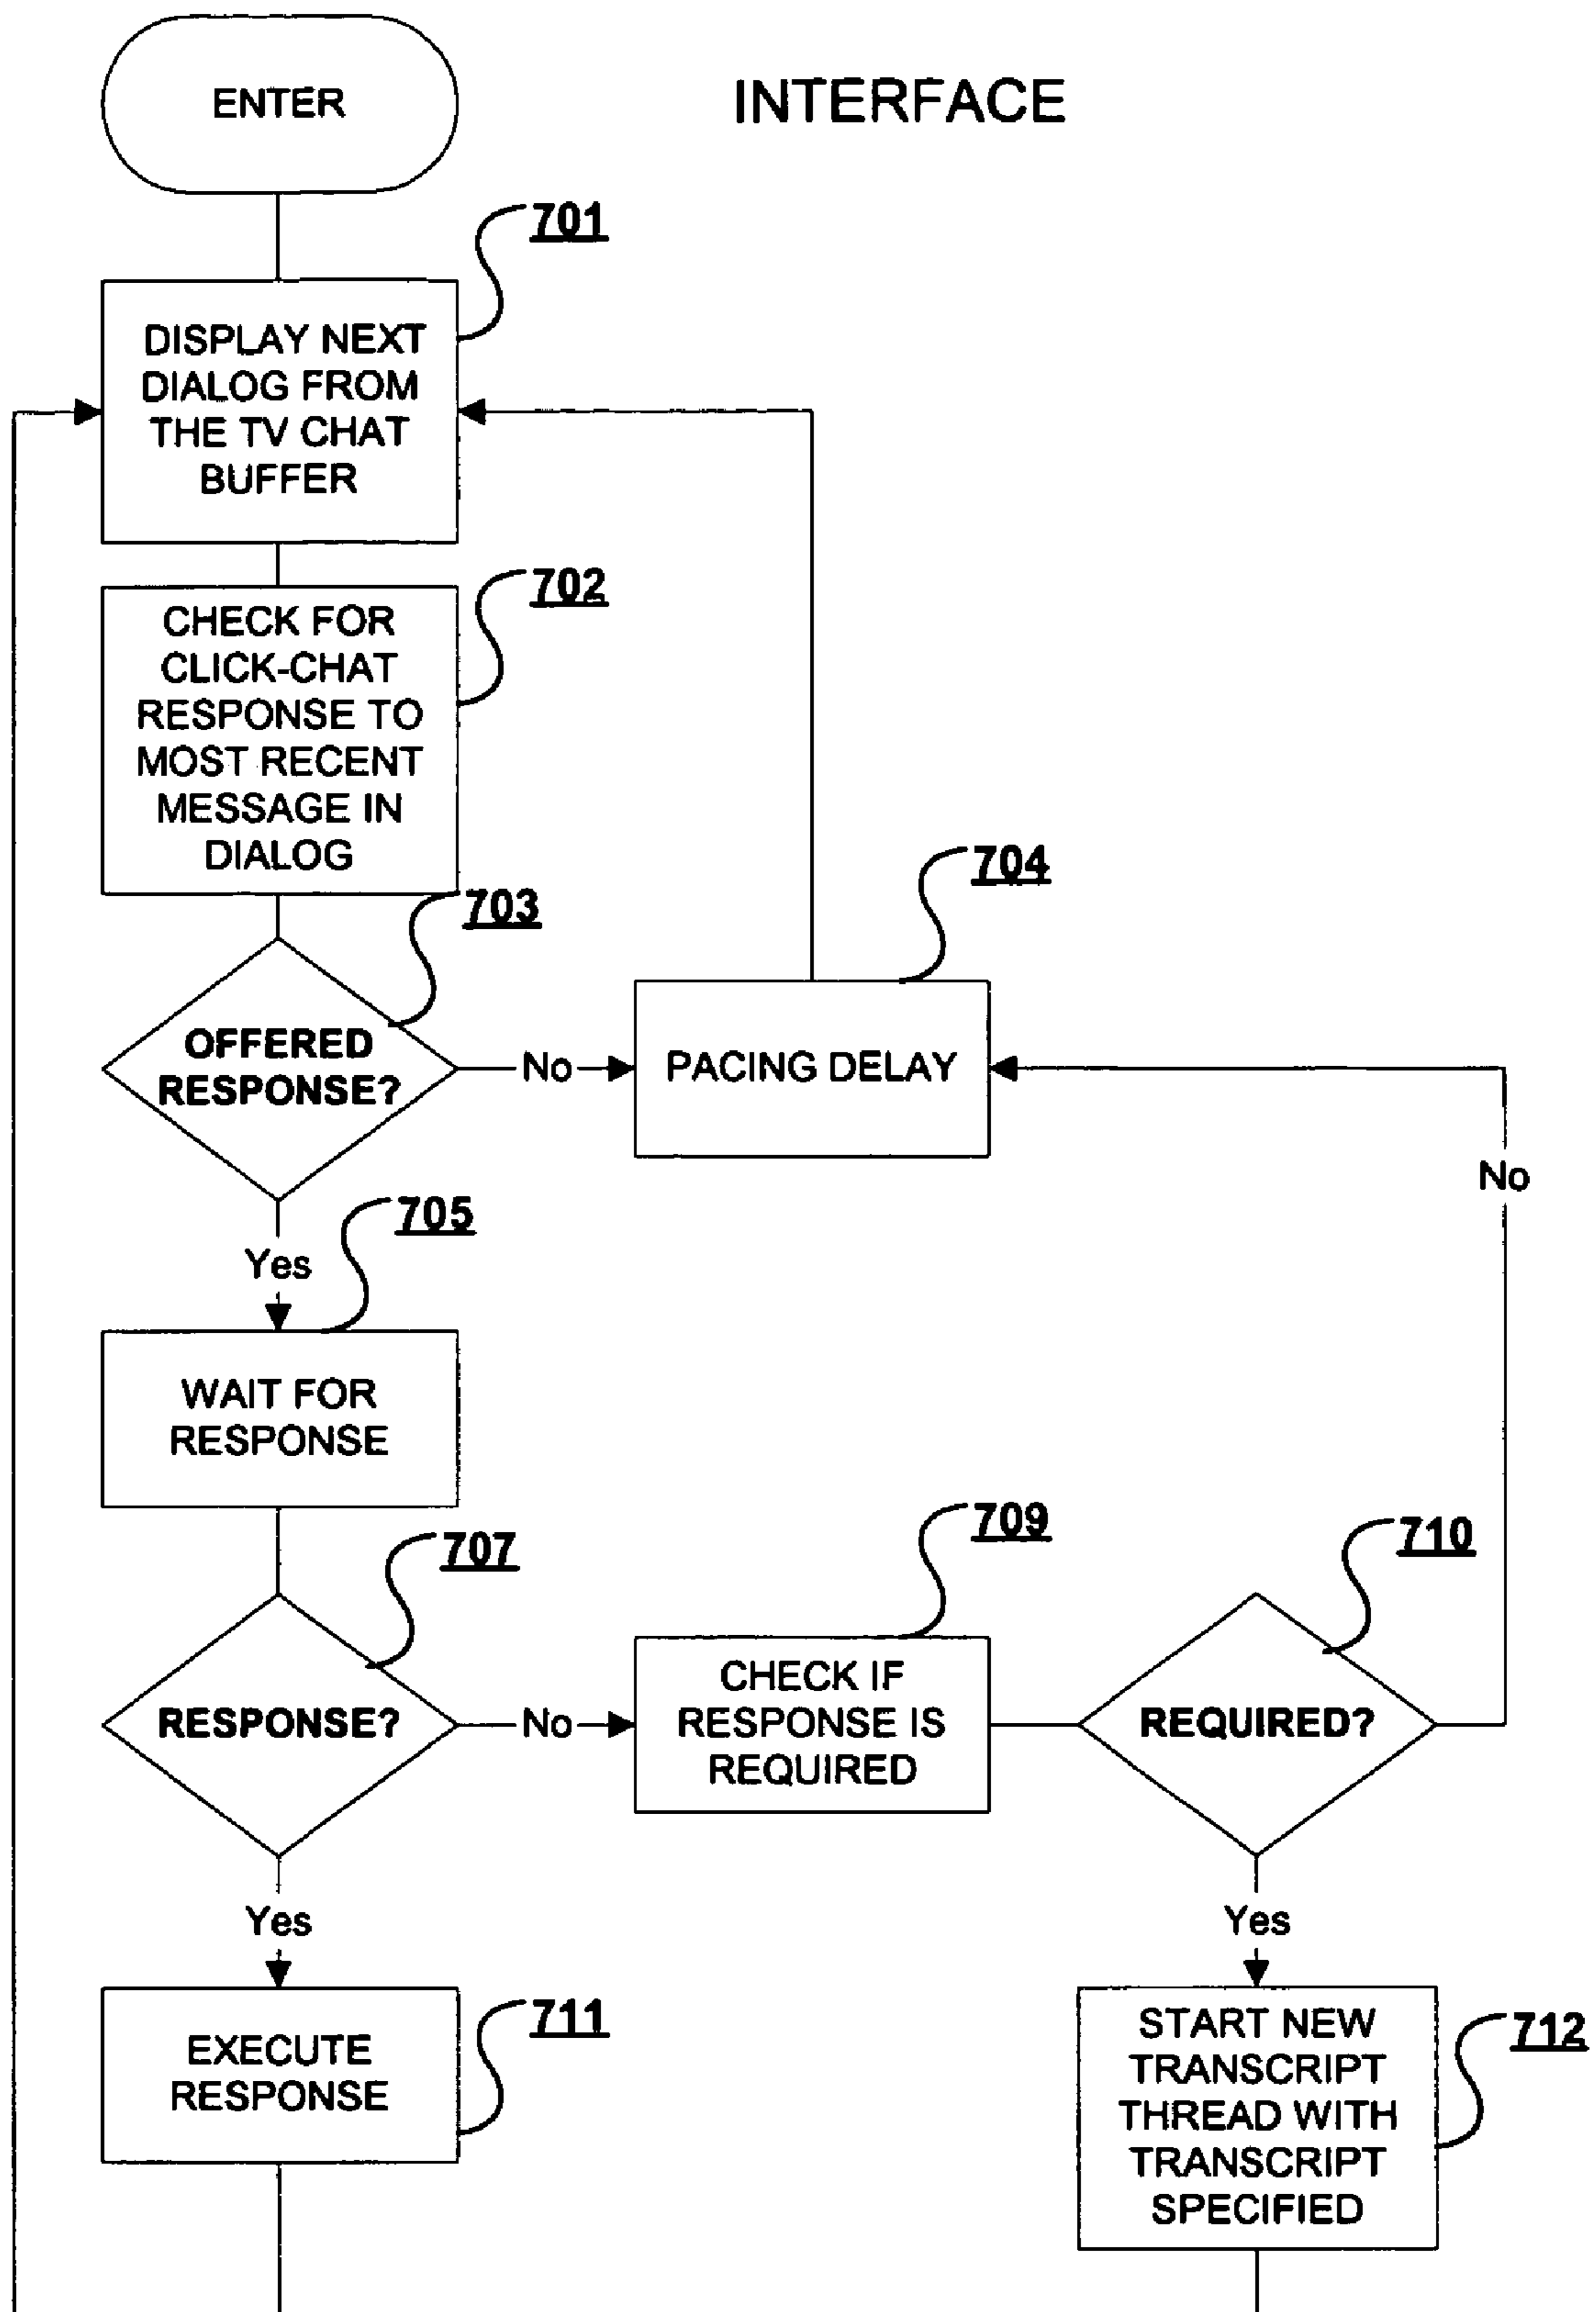 ENTER
INTERFACE
701
DISPLAY NEXT
DIALOG FROM
THE TV CHAT
BUFFER
702
CHECK FOR
CLICK-CHAT
RESPONSE TO
MOST RECENT
MESSAGE IN
DIALOG
703
704
OFFERED
RESPONSE?
No
PACING DELAY
No
Yes
705
WAIT FOR
RESPONSE
707
709
710
RESPONSE?
No
CHECK IF
RESPONSE IS
REQUIRED
REQUIRED?
Yes
Yes
EXECUTE
RESPONSE
711
START NEW
TRANSCRIPT
THREAD WITH
TRANSCRIPT
SPECIFIED
712